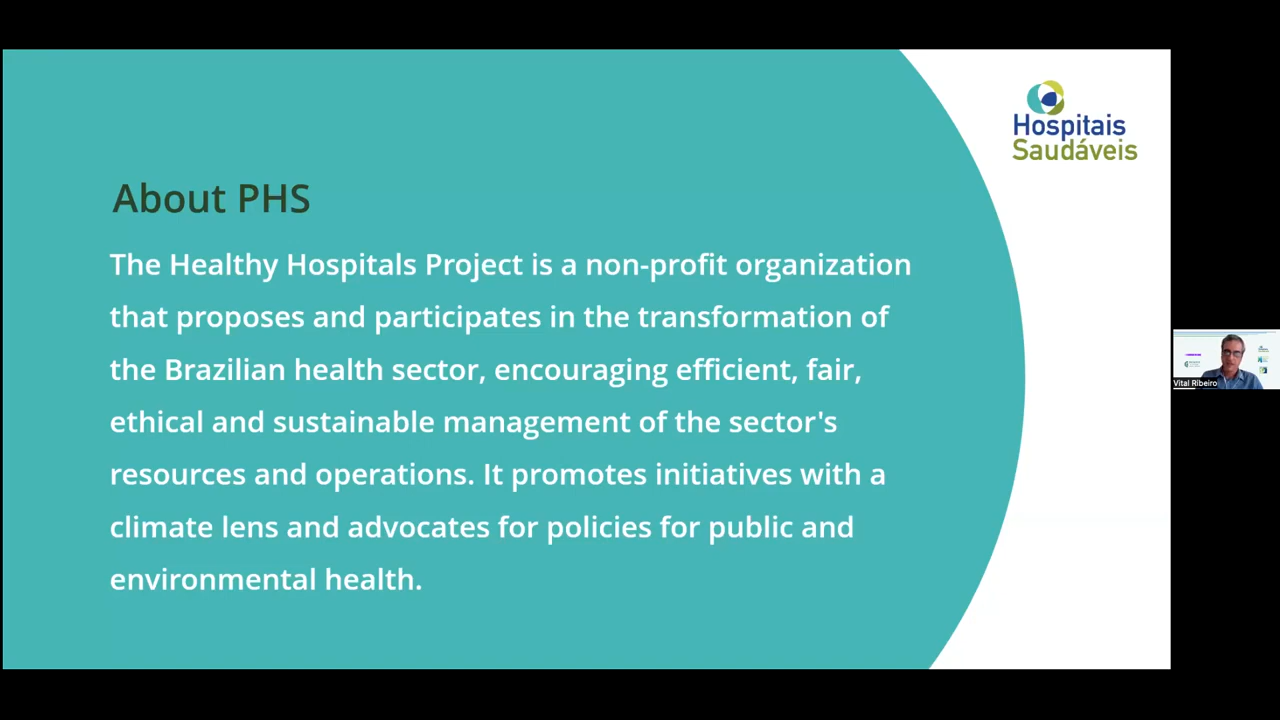 Hospitais
Saudáveis
About PHS
The Healthy Hospitals Project is a non-profit organization
that proposes and participates in the transformation of
the Brazilian health sector, encouraging efficient, fair,
ethical and sustainable management of the sector's
resources and operations. It promotes initiatives with a
climate lens and advocates for policies for public and
environmental health.
Vital Ribeiro